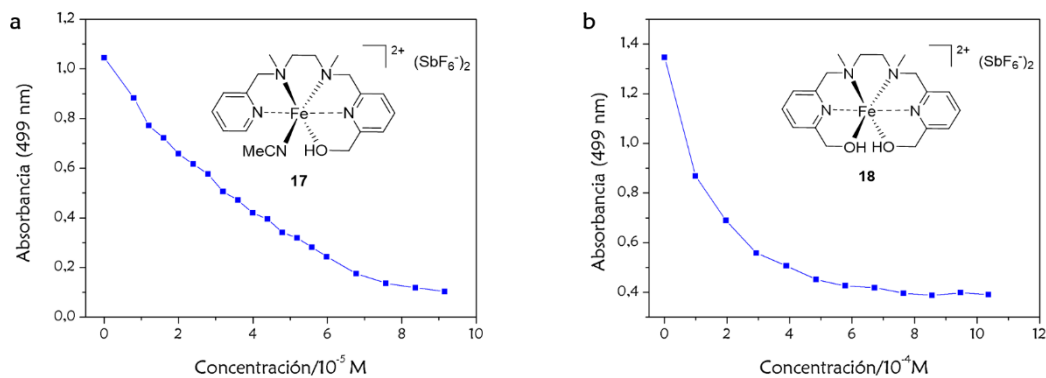 a
Absorbancia (499 nm)
1,2
1,0
0,8
0,6
0,4
0,2
0,0
0
2
4
6
8
10
Concentración/10⁻⁵ M
N
N
N
Fe
N
MeCN
HO
2+
(SbF₆⁻)₂
17
b
Absorbancia (499 nm)
1,4
1,2
1,0
0,8
0,6
0,4
0
2
4
6
8
10
12
Concentración/10⁻⁴ M
N
N
N
Fe
N
OH
HO
2+
(SbF₆⁻)₂
18